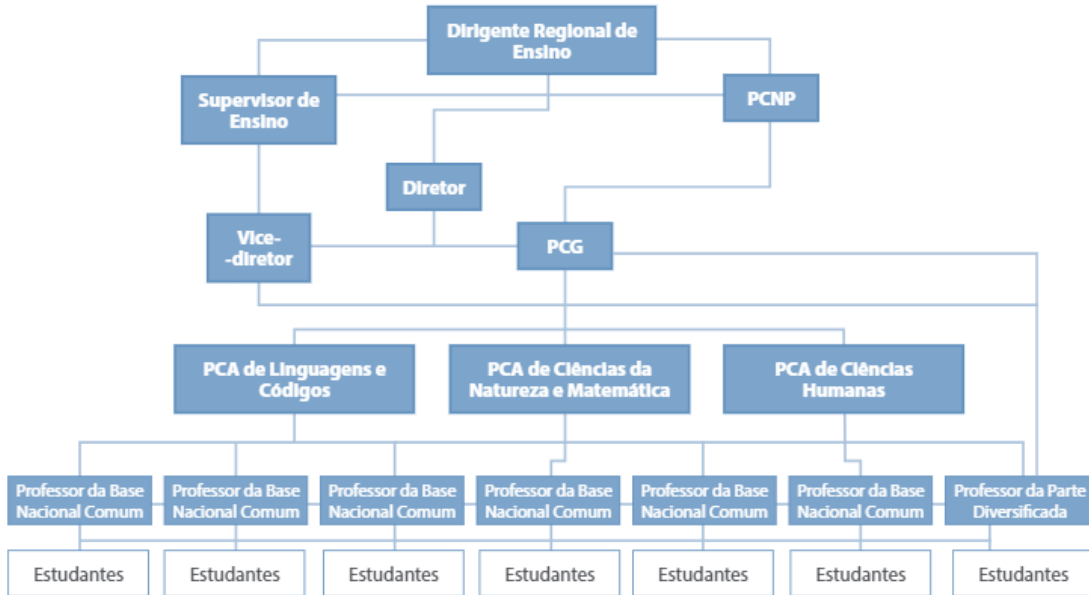 Dirigente Regional de
Ensino
Supervisor de
Ensino
PCNP
Diretor
Vice-
-diretor
PCG
PCA de Linguagens e
Códigos
PCA de Ciências da
Natureza e Matemática
PCA de Ciências
Humanas
Professor da Base
Nacional Comum
Professor da Base
Nacional Comum
Professor da Base
Nacional Comum
Professor da Base
Nacional Comum
Professor da Base
Nacional Comum
Professor da Base
Nacional Comum
Professor da Parte
Diversificada
Estudantes
Estudantes
Estudantes
Estudantes
Estudantes
Estudantes
Estudantes